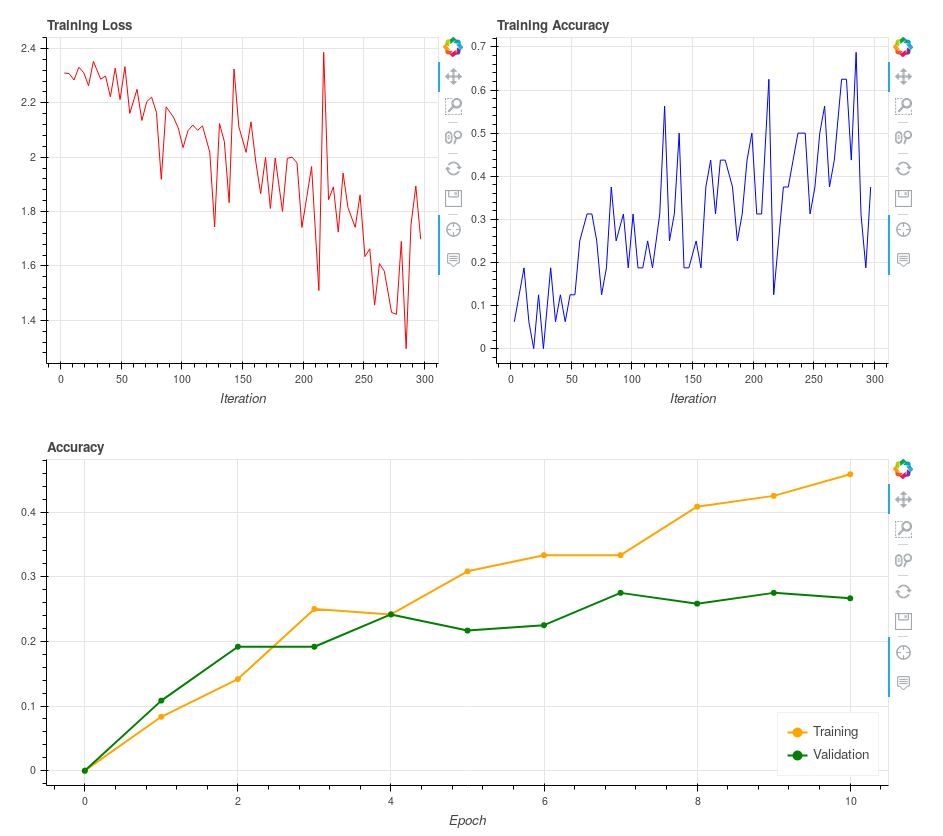 Training Loss
2.4
2.2
2
1.8
1.6
1.4
0 50 100 150 200 250 300
Iteration
Training Accuracy
0.7
0.6
0.5
0.4
0.3
0.2
0.1
0
0 50 100 150 200 250 300
Iteration
Accuracy
0.4
0.3
0.2
0.1
0
0 2 4 6 8 10
Epoch
Training
Validation